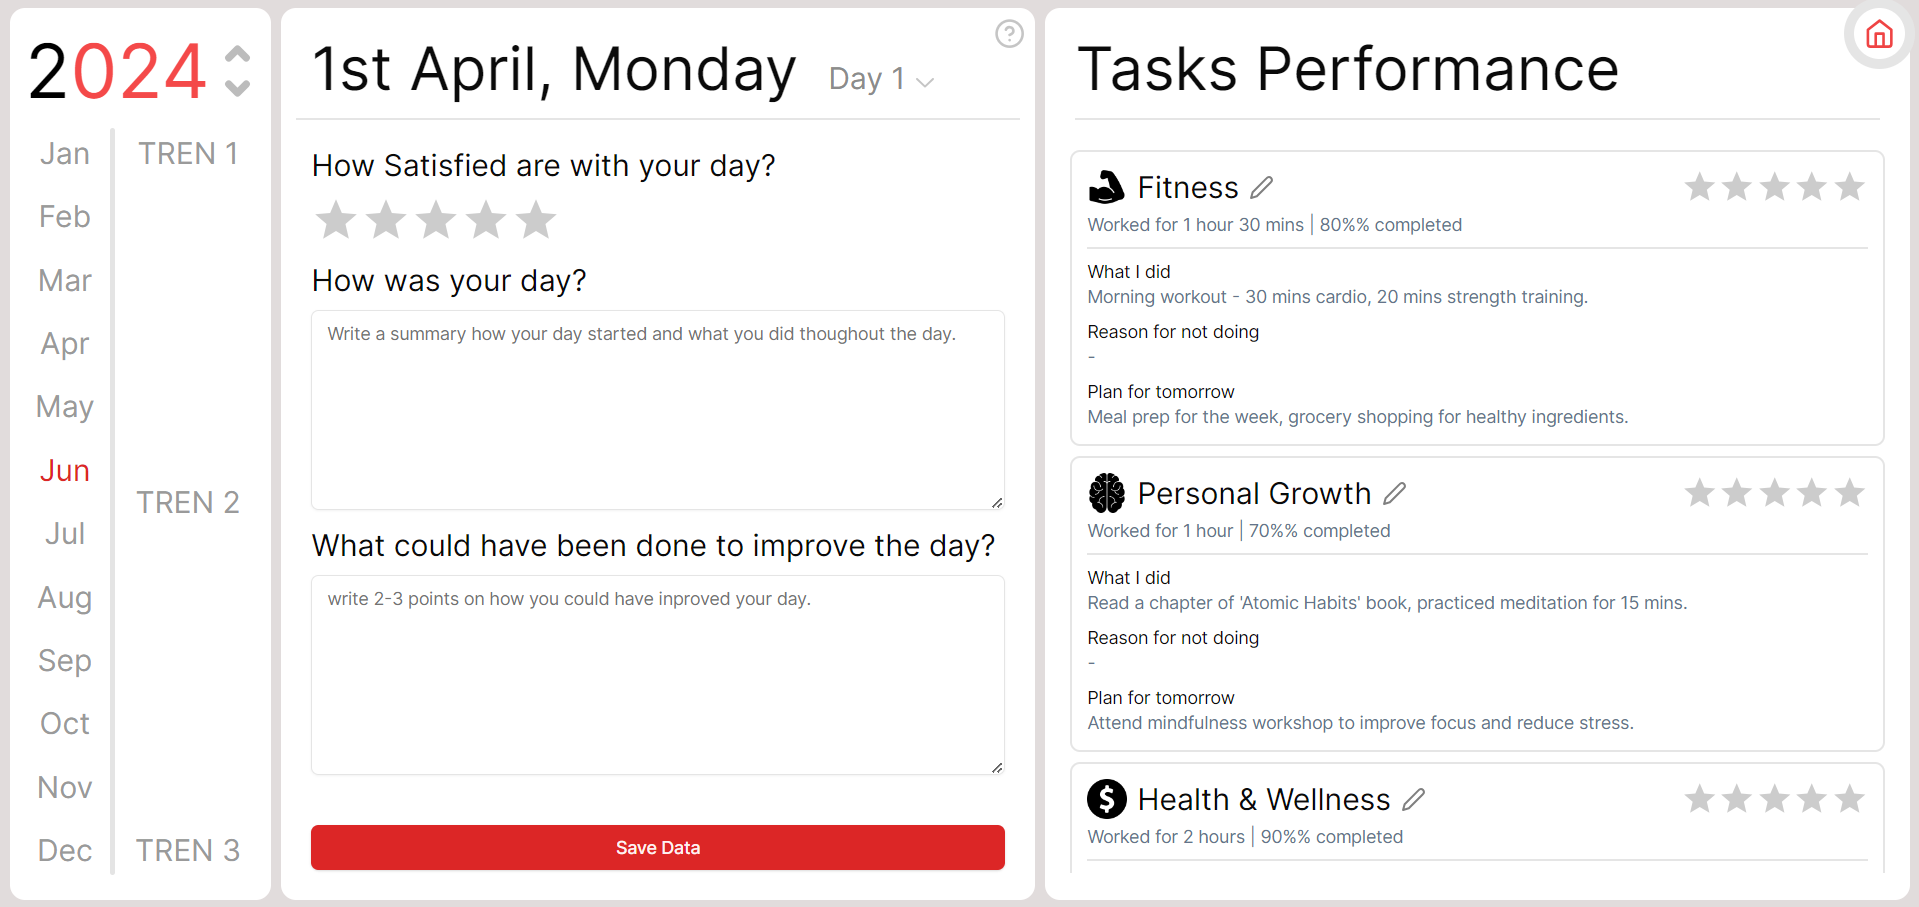 2024
Jan
Feb
Mar
Apr
May
Jun
Jul
Aug
Sep
Oct
Nov
Dec
TREN 1
TREN 2
TREN 3
1st April, Monday
Day 1
?
How Satisfied are with your day?
How was your day?
Write a summary how your day started and what you did thoughout the day.
What could have been done to improve the day?
write 2-3 points on how you could have inproved your day.
Save Data
Tasks Performance
Fitness
Worked for 1 hour 30 mins | 80%% completed
What I did
Morning workout - 30 mins cardio, 20 mins strength training.
Reason for not doing
-
Plan for tomorrow
Meal prep for the week, grocery shopping for healthy ingredients.
Personal Growth
Worked for 1 hour | 70%% completed
What I did
Read a chapter of 'Atomic Habits' book, practiced meditation for 15 mins.
Reason for not doing
-
Plan for tomorrow
Attend mindfulness workshop to improve focus and reduce stress.
$
Health & Wellness
Worked for 2 hours | 90%% completed